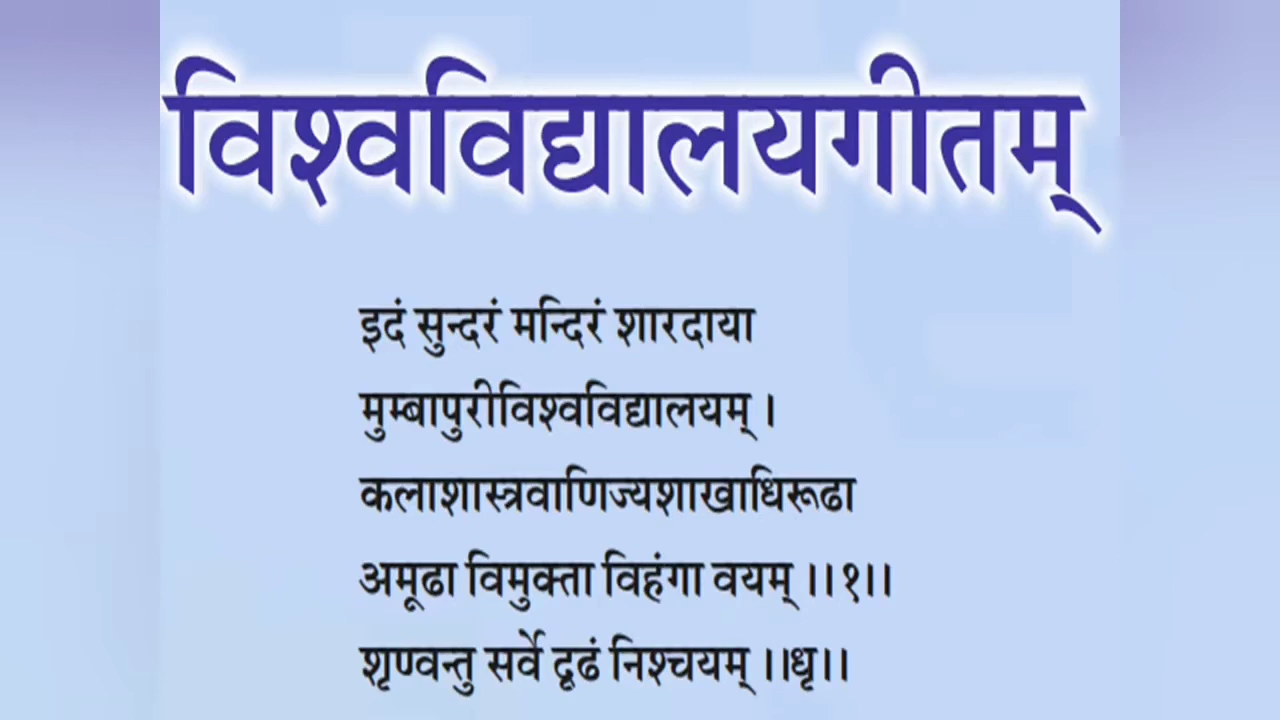 विश्वविद्यालयगीतम्
इदं सुन्दरं मन्दिरं शारदाया
मुम्बापुरीविश्वविद्यालयम् ।
कलाशास्त्रवाणिज्यशाखाधिरूढा
अमूढा विमुक्ता विहंगा वयम् ।।१।।
शृण्वन्तु सर्वे दृढं निश्चयम् ।।धृ।।